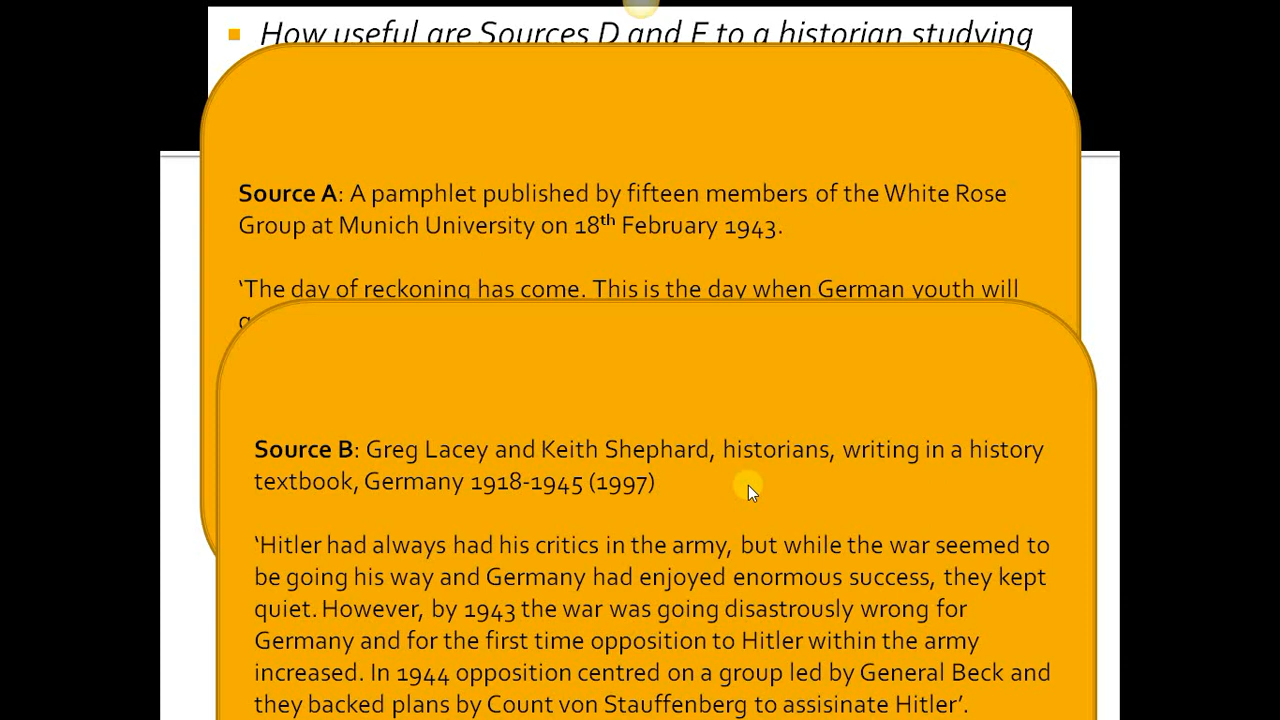 How useful are Sources D and E to a historian studying
Source A: A pamphlet published by fifteen members of the White Rose
Group at Munich University on 18th February 1943.
‘The day of reckoning has come. This is the day when German youth will
Source B: Greg Lacey and Keith Shephard, historians, writing in a history
textbook, Germany 1918-1945 (1997)
‘Hitler had always had his critics in the army, but while the war seemed to
be going his way and Germany had enjoyed enormous success, they kept
quiet. However, by 1943 the war was going disastrously wrong for
Germany and for the first time opposition to Hitler within the army
increased. In 1944 opposition centred on a group led by General Beck and
they backed plans by Count von Stauffenberg to assisinate Hitler’.